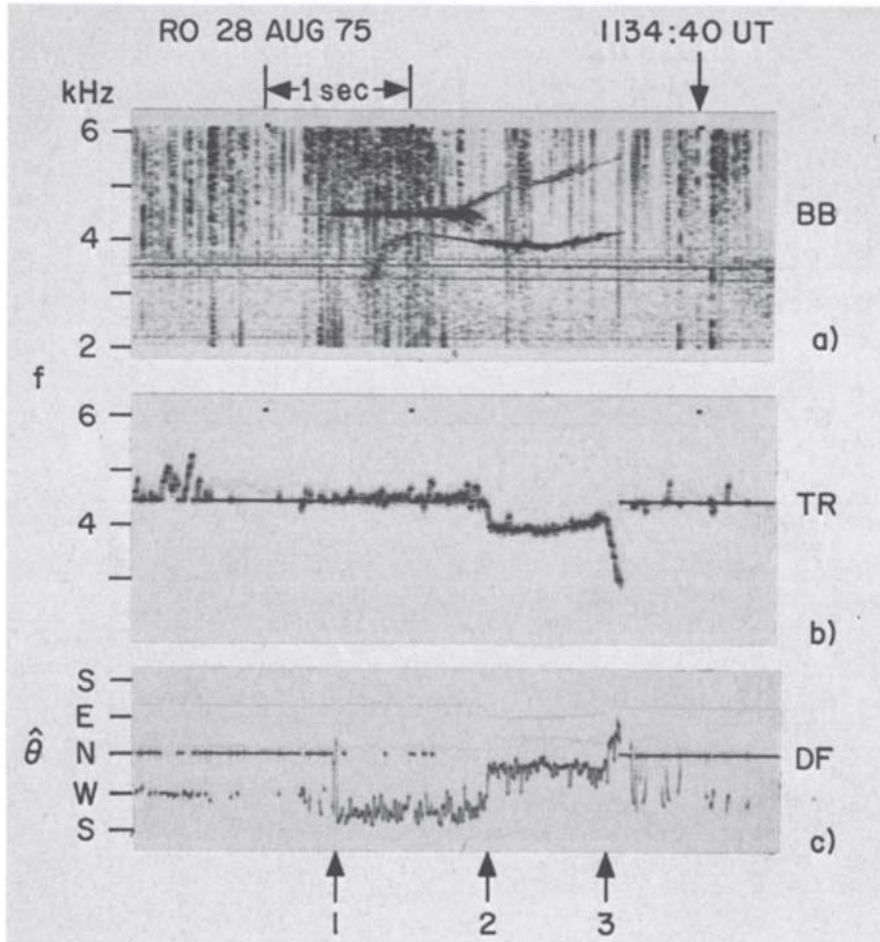 RO 28 AUG 75 1134:40 UT
1 sec
kHz
6
4
2
BB
a)
f
6
4
TR
b)
S
E
N
W
S
θ̂
DF
c)
1 2 3